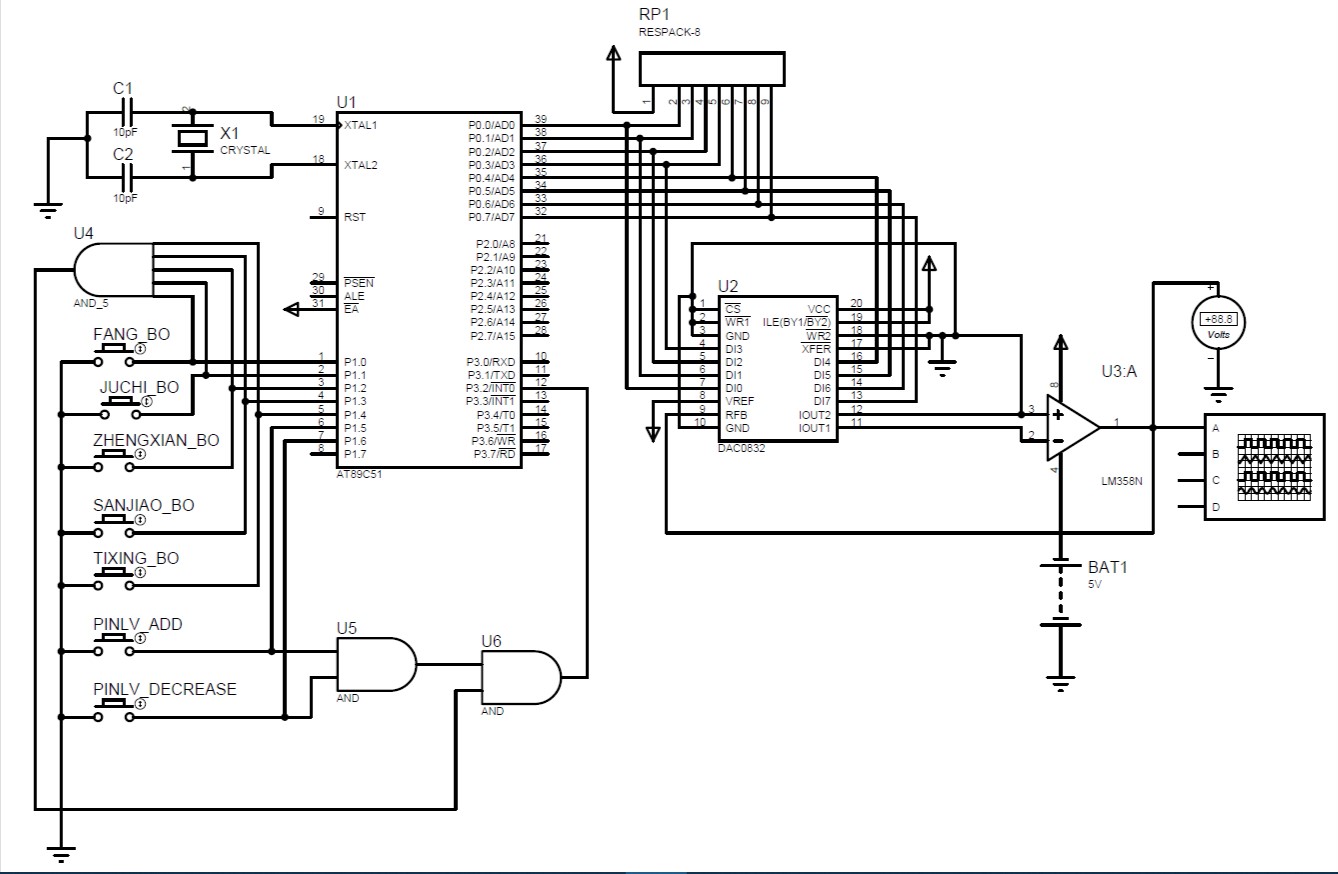 RP1
RESPACK-8
1
2
3
4
5
6
7
8
9
C1
10pF
C2
10pF
2
X1
CRYSTAL
1
U1
19 XTAL1
18 XTAL2
9 RST
29 PSEN
30 ALE
31 EA
1 P1.0
2 P1.1
3 P1.2
4 P1.3
5 P1.4
6 P1.5
7 P1.6
8 P1.7
P0.0/AD0 39
P0.1/AD1 38
P0.2/AD2 37
P0.3/AD3 36
P0.4/AD4 35
P0.5/AD5 34
P0.6/AD6 33
P0.7/AD7 32
P2.0/A8 21
P2.1/A9 22
P2.2/A10 23
P2.3/A11 24
P2.4/A12 25
P2.5/A13 26
P2.6/A14 27
P2.7/A15 28
P3.0/RXD 10
P3.1/TXD 11
P3.2/INT0 12
P3.3/INT1 13
P3.4/T0 14
P3.5/T1 15
P3.6/WR 16
P3.7/RD 17
AT89C51
U4
AND_5
FANG_BO
JUCHI_BO
ZHENGXIAN_BO
SANJIAO_BO
TIXING_BO
PINLV_ADD
PINLV_DECREASE
U5
AND
U6
AND
U2
1 CS
2 WR1
3 GND
4 DI3
5 DI2
6 DI1
7 DI0
8 VREF
9 RFB
10 GND
VCC 20
ILE(BY1/BY2) 19
WR2 18
XFER 17
DI4 16
DI5 15
DI6 14
DI7 13
IOUT2 12
IOUT1 11
DAC0832
U3:A
8
3
2
1
4
LM358N
+
+88.8
Volts
−
A
B
C
D
BAT1
5V